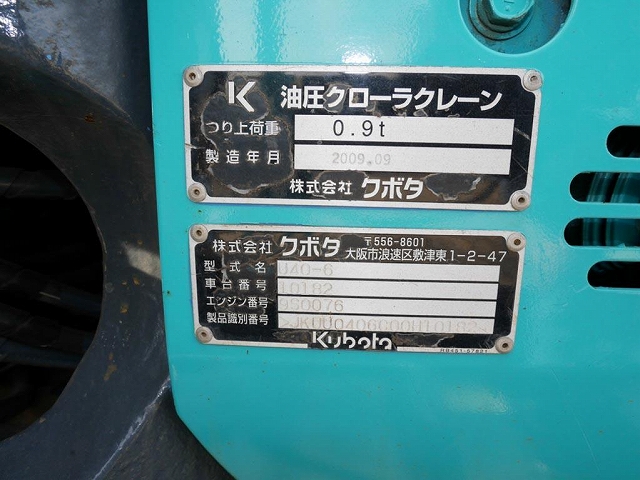 K 油圧クローラクレーン
つり上荷重 0.9t
製造年月 2009.09
株式会社 クボタ
株式会社 クボタ 〒556-8601
大阪市浪速区敷津東1-2-47
型式名 U40-6
車台番号 10182
エンジン番号 9S0076
製品識別番号
Kubota